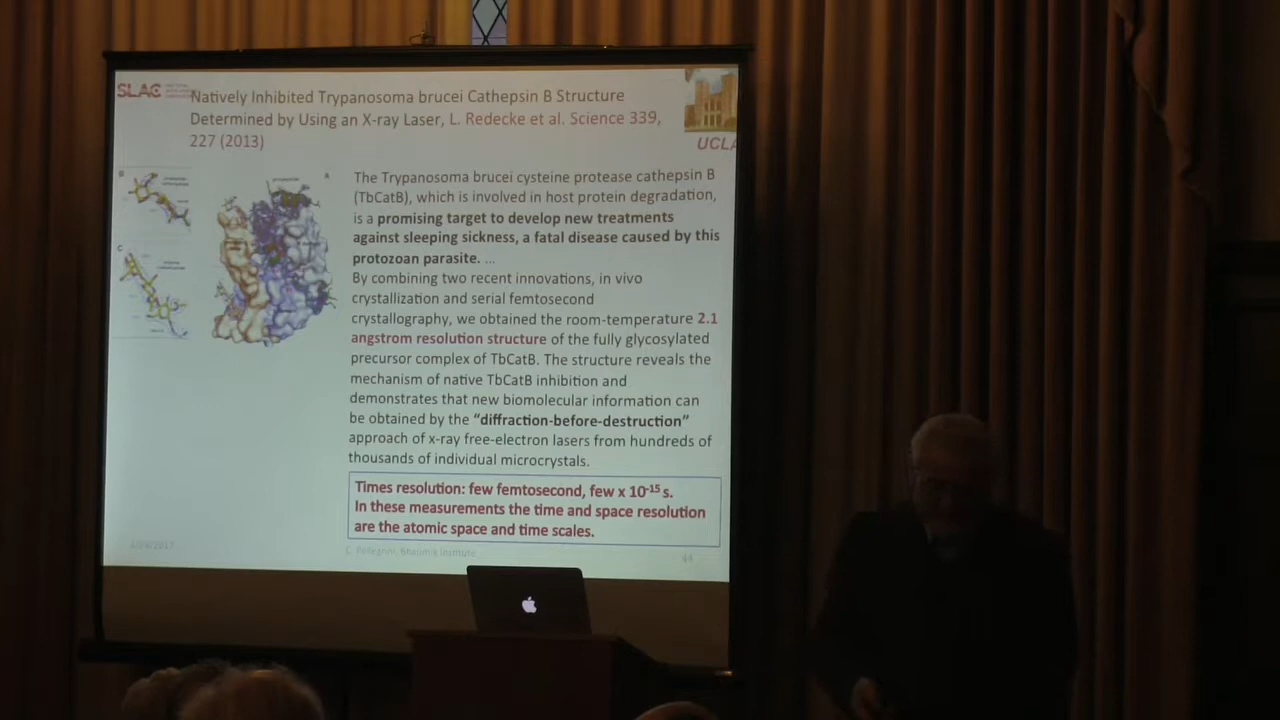 SLAC
Natively Inhibited Trypanosoma brucei Cathepsin B Structure
Determined by Using an X-ray Laser, L. Redecke et al. Science 339,
227 (2013)
UCLA
B
A
C
The Trypanosoma brucei cysteine protease cathepsin B
(TbCatB), which is involved in host protein degradation,
is a promising target to develop new treatments
against sleeping sickness, a fatal disease caused by this
protozoan parasite. ...
By combining two recent innovations, in vivo
crystallization and serial femtosecond
crystallography, we obtained the room-temperature 2.1
angstrom resolution structure of the fully glycosylated
precursor complex of TbCatB. The structure reveals the
mechanism of native TbCatB inhibition and
demonstrates that new biomolecular information can
be obtained by the “diffraction-before-destruction”
approach of x-ray free-electron lasers from hundreds of
thousands of individual microcrystals.
Times resolution: few femtosecond, few x 10⁻¹⁵ s.
In these measurements the time and space resolution
are the atomic space and time scales.
C. Pellegrini, Bhaumik Institute
44